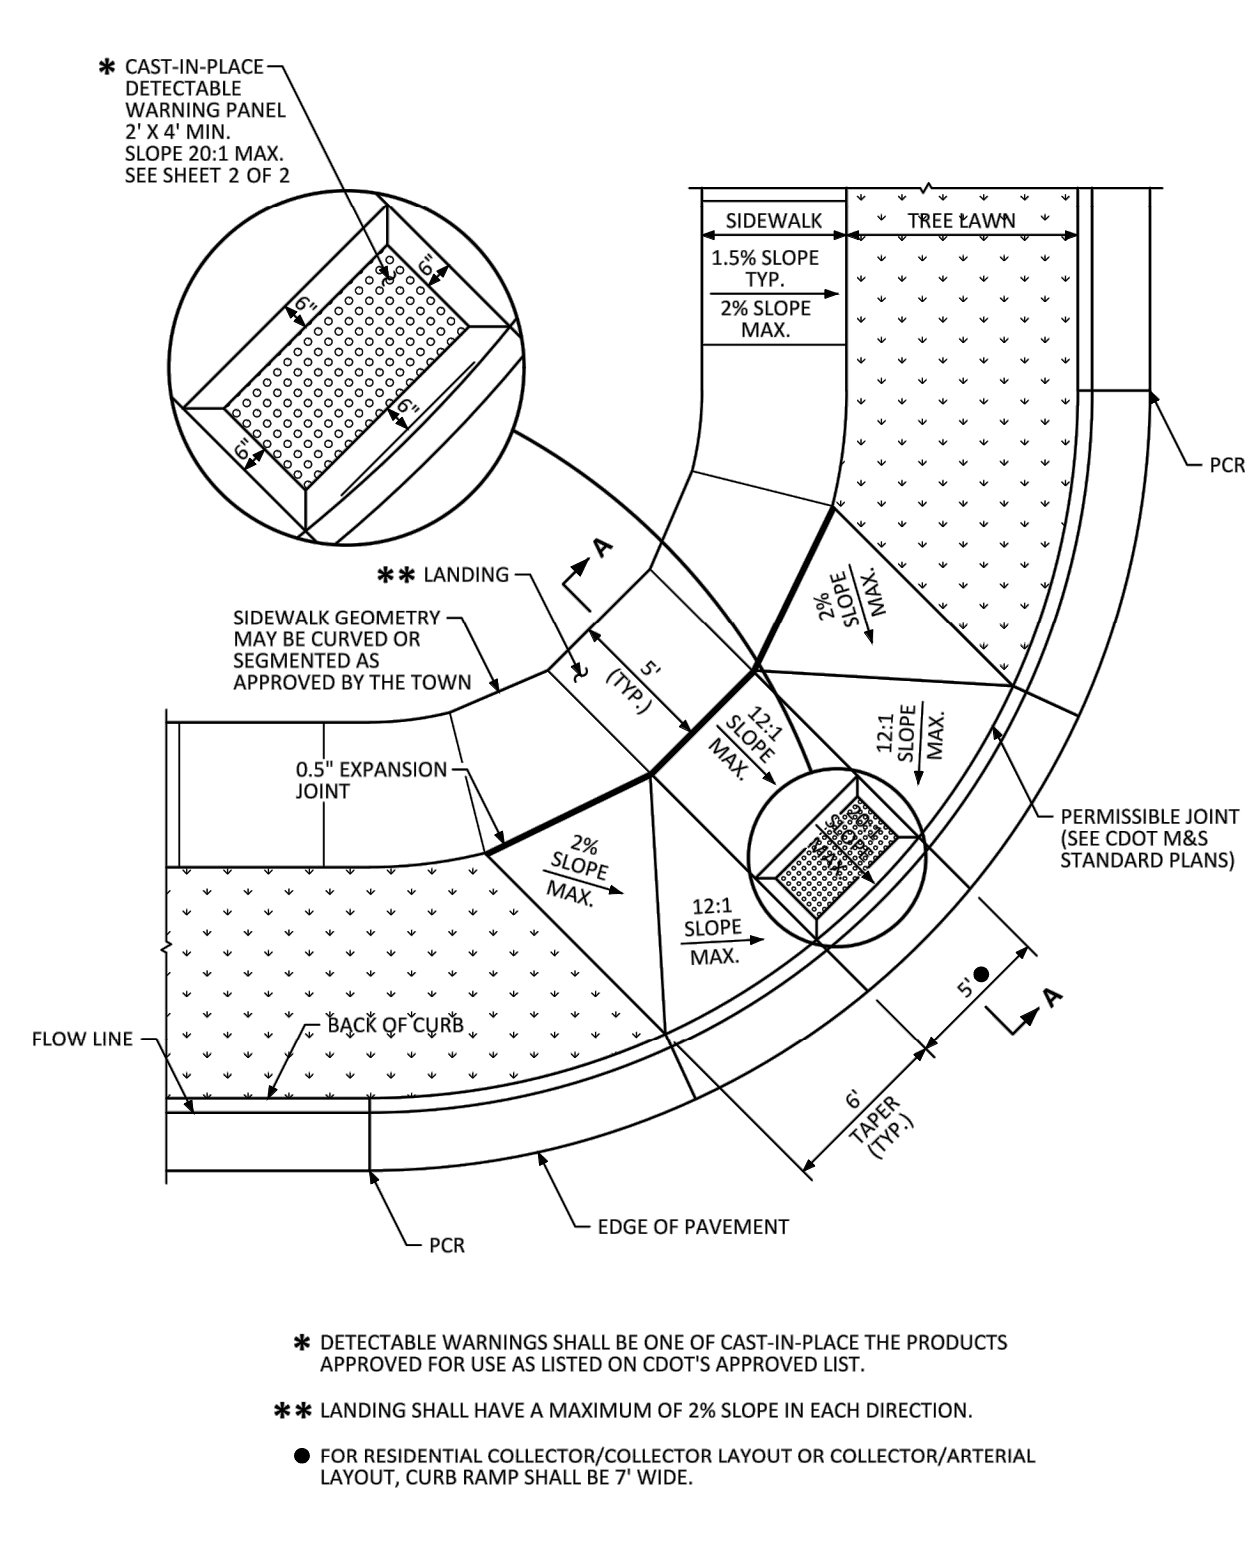 * CAST-IN-PLACE
DETECTABLE
WARNING PANEL
2' X 4' MIN.
SLOPE 20:1 MAX.
SEE SHEET 2 OF 2
6"
6"
6"
6"
SIDEWALK
TREE LAWN
1.5% SLOPE
TYP.
2% SLOPE
MAX.
PCR
A
** LANDING
SIDEWALK GEOMETRY
MAY BE CURVED OR
SEGMENTED AS
APPROVED BY THE TOWN
5'
(TYP.)
2%
SLOPE
MAX.
12:1
SLOPE
MAX.
12:1
SLOPE
MAX.
0.5" EXPANSION
JOINT
PERMISSIBLE JOINT
(SEE CDOT M&S
STANDARD PLANS)
2%
SLOPE
MAX.
12:1
SLOPE
MAX.
SLOPE
MAX.
5' ●
A
FLOW LINE
BACK OF CURB
6'
TAPER
(TYP.)
EDGE OF PAVEMENT
PCR
* DETECTABLE WARNINGS SHALL BE ONE OF CAST-IN-PLACE THE PRODUCTS
APPROVED FOR USE AS LISTED ON CDOT'S APPROVED LIST.
** LANDING SHALL HAVE A MAXIMUM OF 2% SLOPE IN EACH DIRECTION.
● FOR RESIDENTIAL COLLECTOR/COLLECTOR LAYOUT OR COLLECTOR/ARTERIAL
LAYOUT, CURB RAMP SHALL BE 7' WIDE.